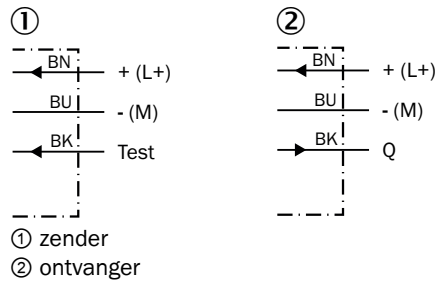 ① ②
BN + (L+) BN + (L+)
BU - (M) BU - (M)
BK Test BK Q
① zender
② ontvanger